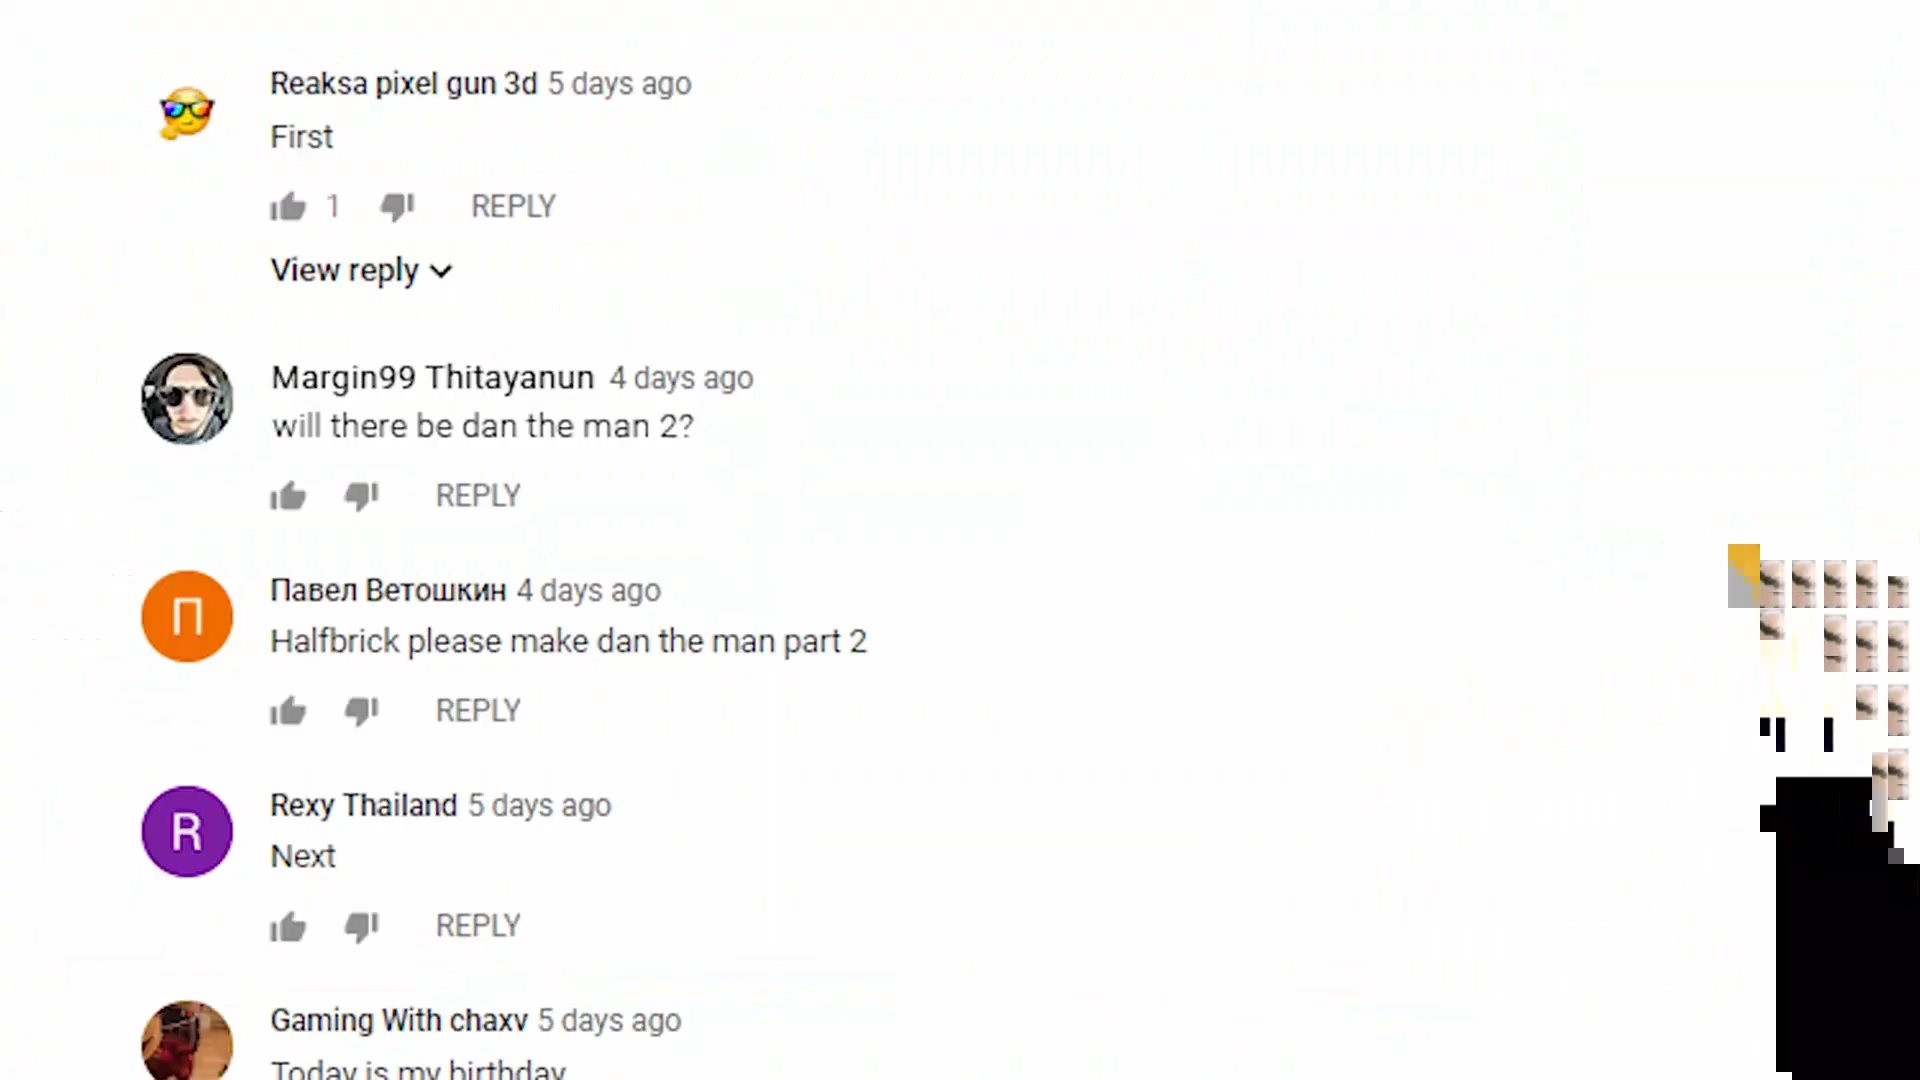 Reaksa pixel gun 3d 5 days ago
First
1 REPLY
View reply
Margin99 Thitayanun 4 days ago
will there be dan the man 2?
REPLY
П
Павел Ветошкин 4 days ago
Halfbrick please make dan the man part 2
REPLY
R
Rexy Thailand 5 days ago
Next
REPLY
Gaming With chaxv 5 days ago
Today is my birthday